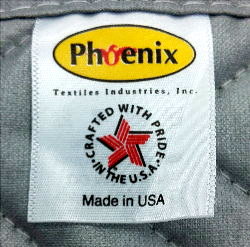 Phoenix
Textiles Industries, Inc.
CRAFTED WITH PRIDE
IN THE U.S.A.
Made in USA